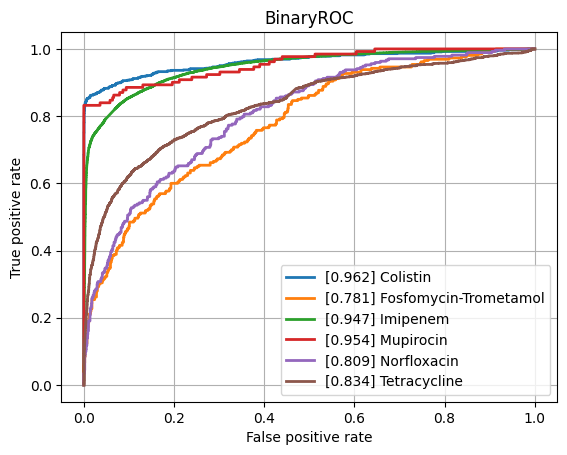 BinaryROC
True positive rate
1.0
0.8
0.6
0.4
0.2
0.0
[0.962] Colistin
[0.781] Fosfomycin-Trometamol
[0.947] Imipenem
[0.954] Mupirocin
[0.809] Norfloxacin
[0.834] Tetracycline
0.0 0.2 0.4 0.6 0.8 1.0
False positive rate